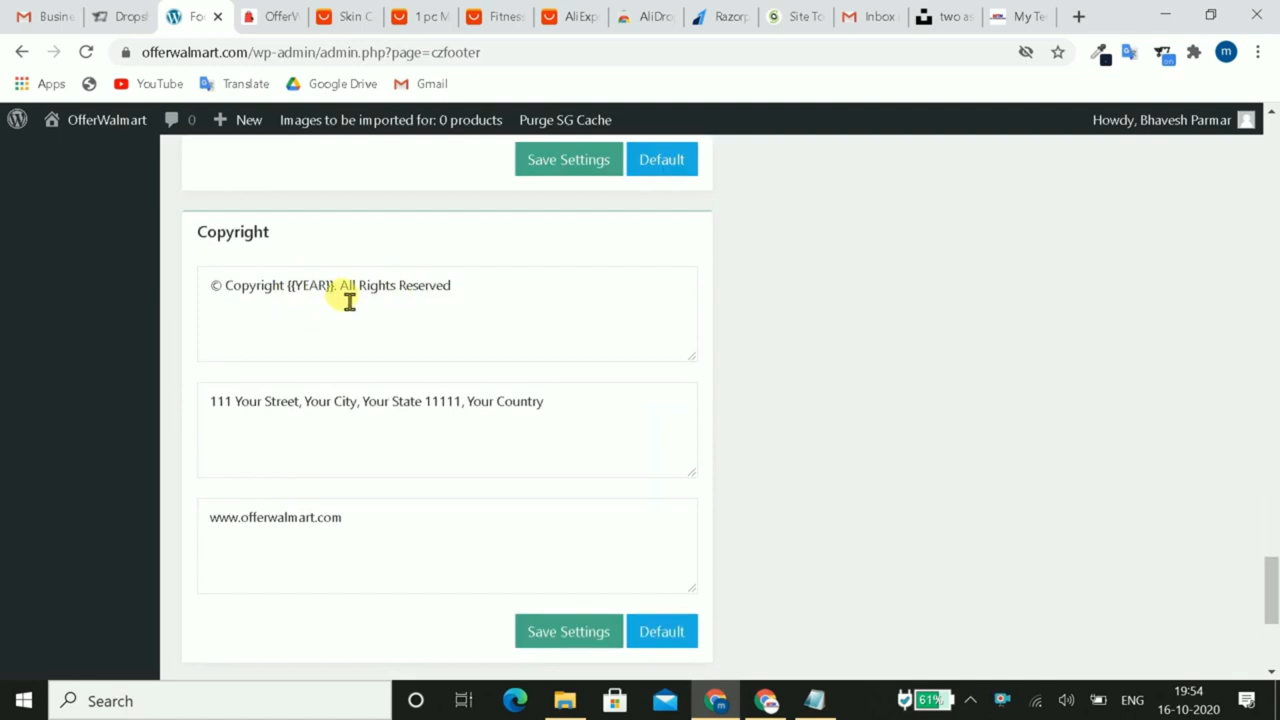 Busine
Drops
Fo
OfferW
Skin C
1 pc M
Fitness
AliExp
AliDro
Razorp
Site To
Inbox
two as
My Te
offerwalmart.com/wp-admin/admin.php?page=czfooter
m
on
Apps
YouTube
Translate
Google Drive
Gmail
OfferWalmart
0
New
Images to be imported for: 0 products
Purge SG Cache
Howdy, Bhavesh Parmar
Save Settings
Default
Copyright
© Copyright {{YEAR}}. All Rights Reserved
111 Your Street, Your City, Your State 11111, Your Country
www.offerwalmart.com
Save Settings
Default
Search
61%
ENG
19:54
16-10-2020